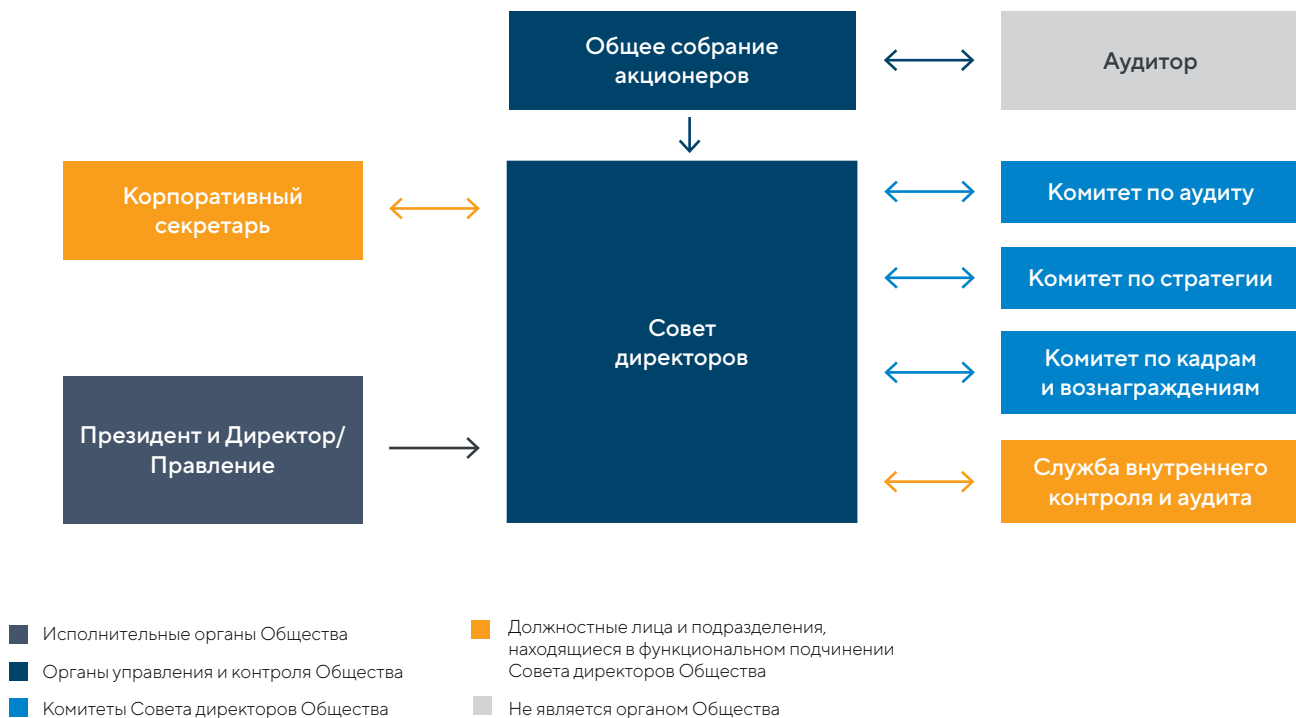 Общее собрание
акционеров
Аудитор
Корпоративный
секретарь
Комитет по аудиту
Комитет по стратегии
Совет
директоров
Комитет по кадрам
и вознаграждениям
Президент и Директор/
Правление
Служба внутреннего
контроля и аудита
Исполнительные органы Общества
Органы управления и контроля Общества
Комитеты Совета директоров Общества
Должностные лица и подразделения,
находящиеся в функциональном подчинении
Совета директоров Общества
Не является органом Общества